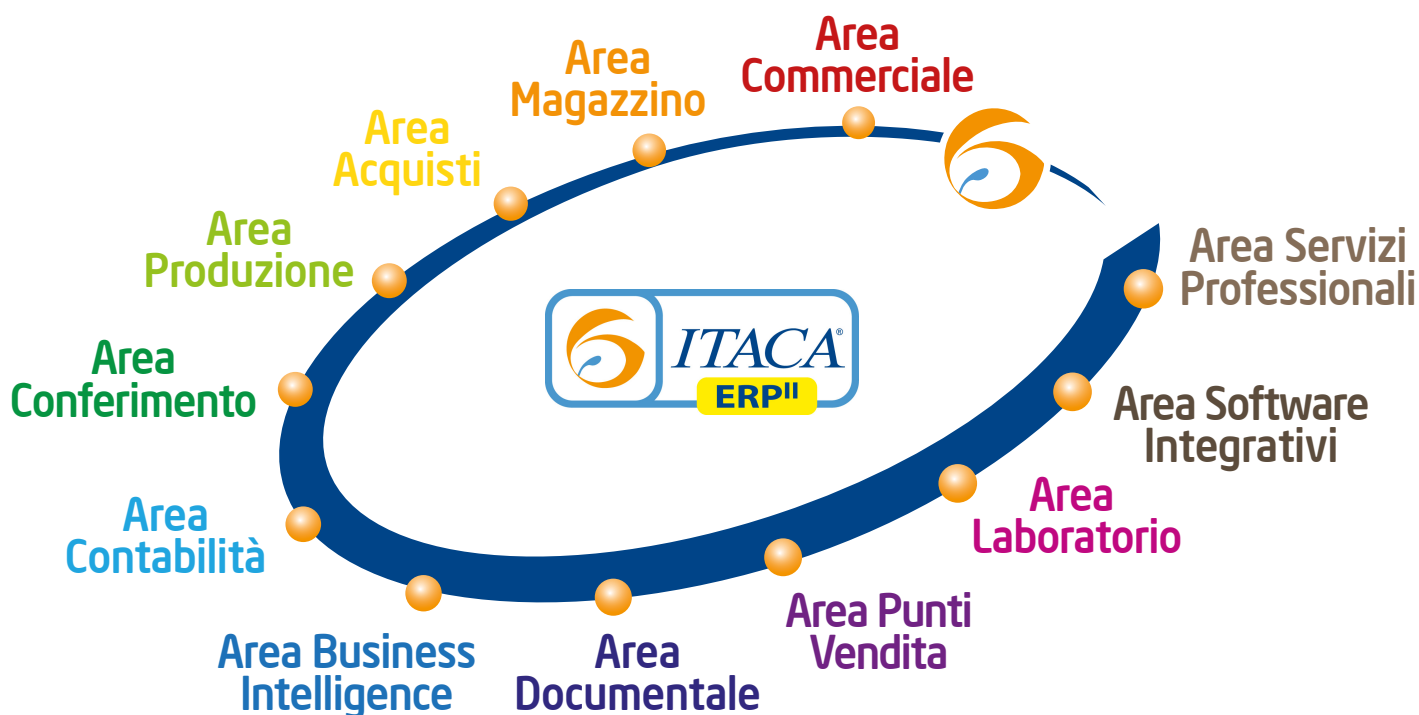 Area
Commerciale
Area
Magazzino
Area
Acquisti
Area
Produzione
Area
Conferimento
Area
Contabilità
Area Business
Intelligence
Area
Documentale
Area Punti
Vendita
Area
Laboratorio
Area Software
Integrativi
Area Servizi
Professionali
ITACA®
ERPII